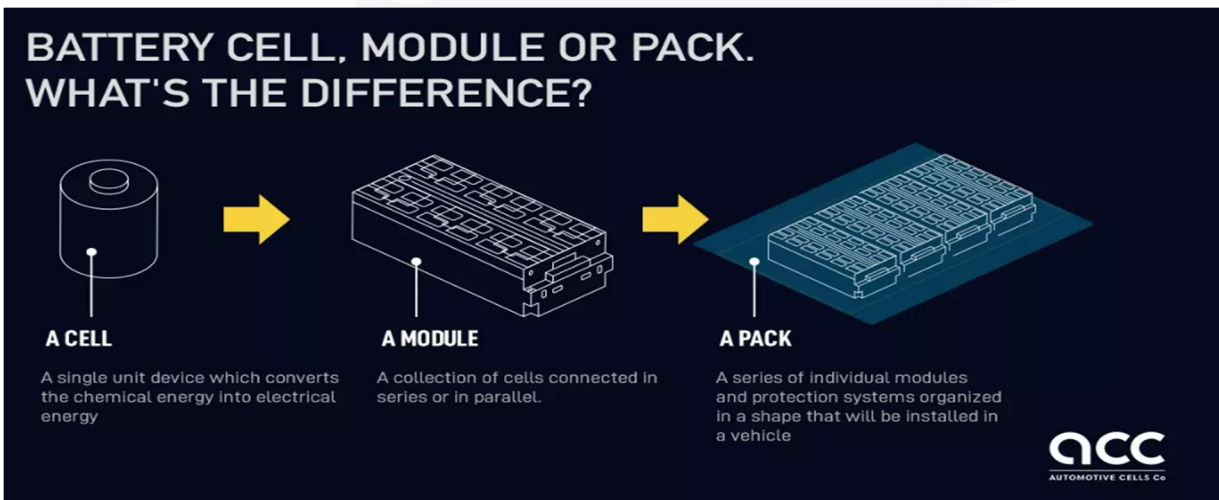 BATTERY CELL, MODULE OR PACK.
WHAT'S THE DIFFERENCE?
A CELL
A single unit device which converts
the chemical energy into electrical
energy
A MODULE
A collection of cells connected in
series or in parallel.
A PACK
A series of individual modules
and protection systems organized
in a shape that will be installed in
a vehicle
acc
AUTOMOTIVE CELLS Co